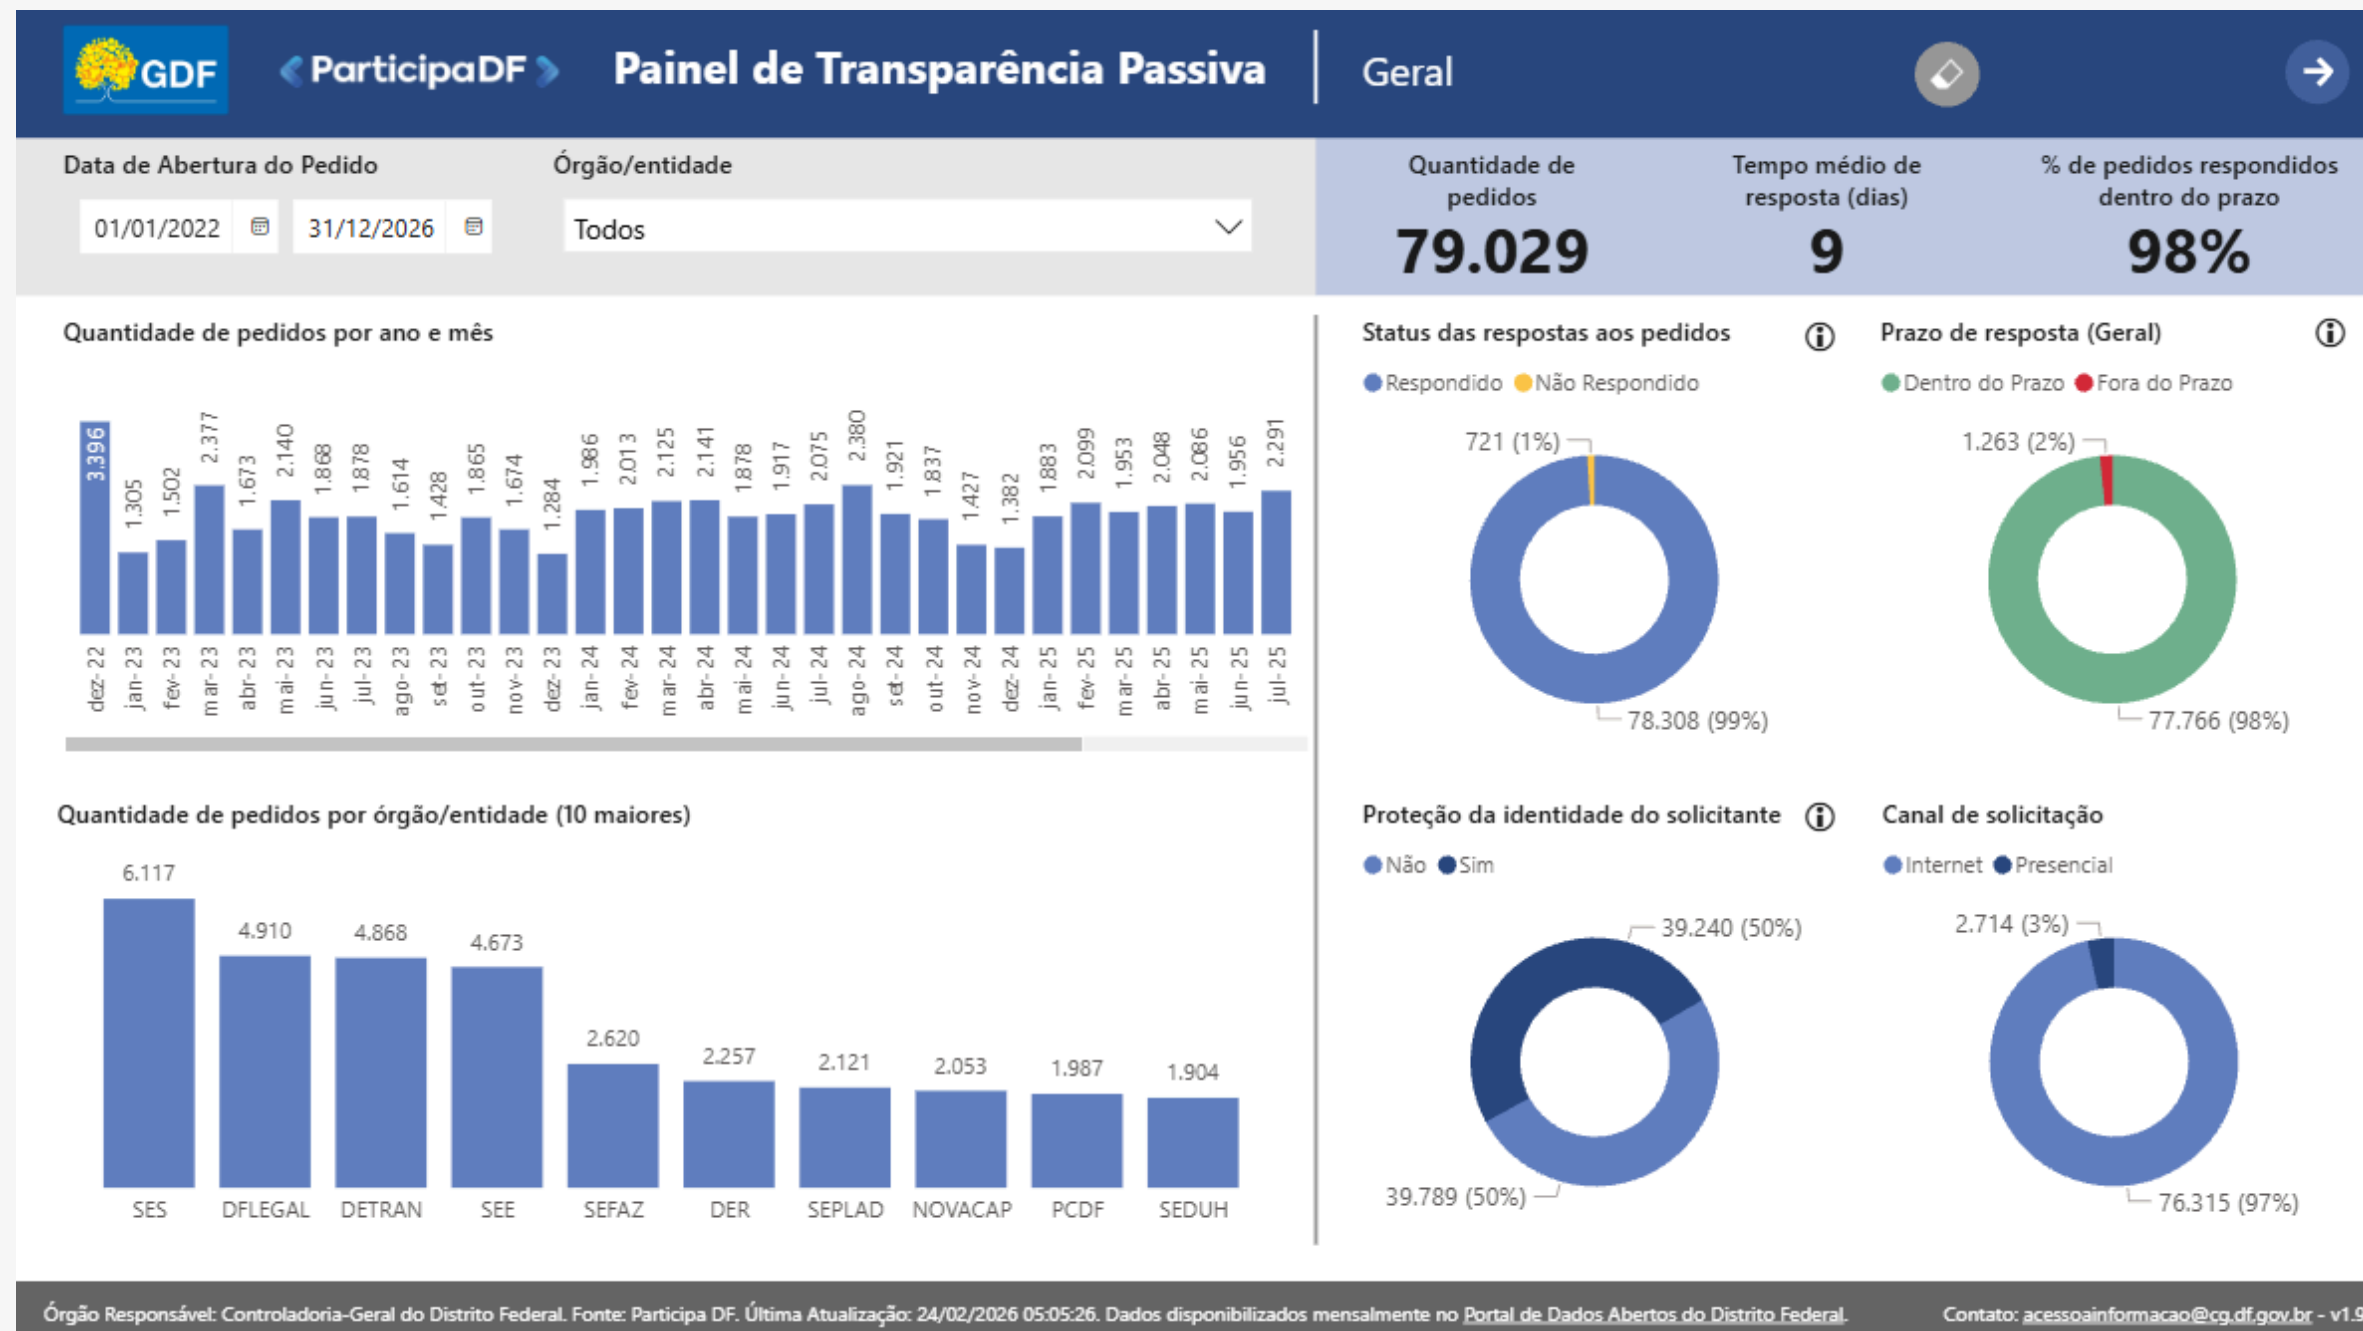 GDF
ParticipaDF
Painel de Transparência Passiva
Geral
Data de Abertura do Pedido
01/01/2022
31/12/2026
Órgão/entidade
Todos
Quantidade de
pedidos
79.029
Tempo médio de
resposta (dias)
9
% de pedidos respondidos
dentro do prazo
98%
Quantidade de pedidos por ano e mês
3.396
1.305
1.502
2.377
1.673
2.140
1.868
1.878
1.614
1.428
1.865
1.674
1.284
1.986
2.013
2.125
2.141
1.878
1.917
2.075
2.380
1.921
1.837
1.427
1.382
1.883
2.099
1.953
2.048
2.086
1.956
2.291
dez-22
jan-23
fev-23
mar-23
abr-23
mai-23
jun-23
jul-23
ago-23
set-23
out-23
nov-23
dez-23
jan-24
fev-24
mar-24
abr-24
mai-24
jun-24
jul-24
ago-24
set-24
out-24
nov-24
dez-24
jan-25
fev-25
mar-25
abr-25
mai-25
jun-25
jul-25
Status das respostas aos pedidos
Respondido Não Respondido
721 (1%)
78.308 (99%)
Prazo de resposta (Geral)
Dentro do Prazo Fora do Prazo
1.263 (2%)
77.766 (98%)
Quantidade de pedidos por órgão/entidade (10 maiores)
6.117
4.910
4.868
4.673
2.620
2.257
2.121
2.053
1.987
1.904
SES
DFLEGAL
DETRAN
SEE
SEFAZ
DER
SEPLAD
NOVACAP
PCDF
SEDUH
Proteção da identidade do solicitante
Não Sim
39.240 (50%)
39.789 (50%)
Canal de solicitação
Internet Presencial
2.714 (3%)
76.315 (97%)
Órgão Responsável: Controladoria-Geral do Distrito Federal. Fonte: Participa DF. Última Atualização: 24/02/2026 05:05:26. Dados disponibilizados mensalmente no Portal de Dados Abertos do Distrito Federal.
Contato: acessoainformacao@cg.df.gov.br - v1.9